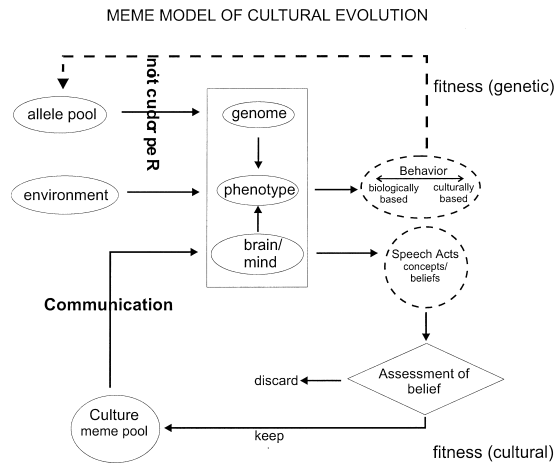 MEME MODEL OF CULTURAL EVOLUTION
fitness (genetic)
Reproduction
allele pool
genome
environment
phenotype
Behavior
biologically based
culturally based
brain/
mind
Speech Acts
concepts/
beliefs
Communication
Assessment of
belief
discard
Culture
meme pool
keep
fitness (cultural)